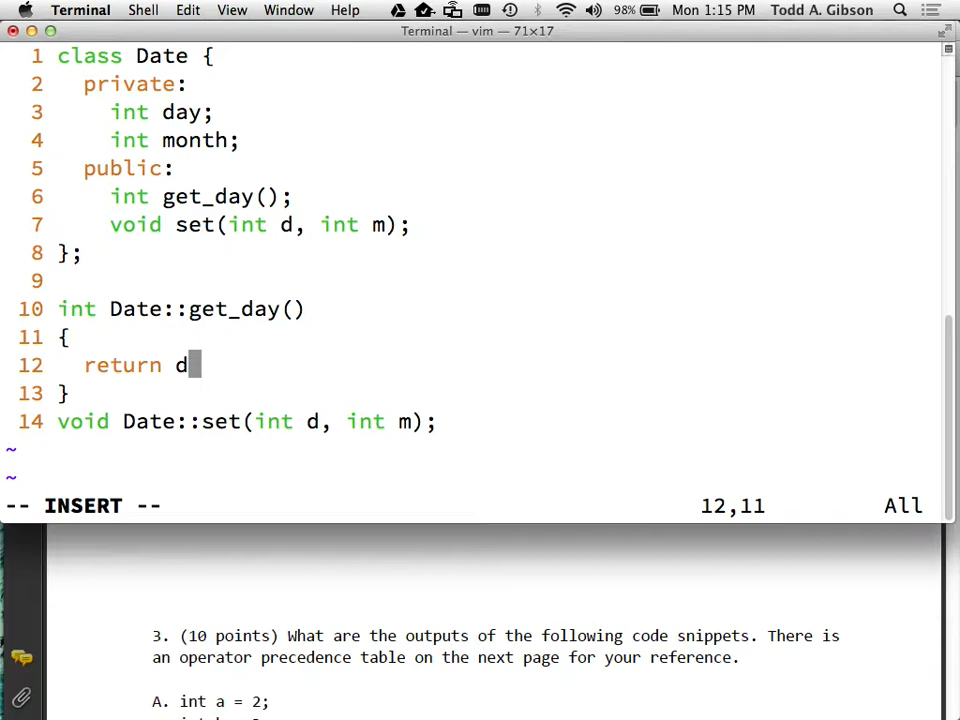 Terminal Shell Edit View Window Help 98% Mon 1:15 PM Todd A. Gibson
Terminal — vim — 71×17
1 class Date {
2 private:
3 int day;
4 int month;
5 public:
6 int get_day();
7 void set(int d, int m);
8 };
9
10 int Date::get_day()
11 {
12 return d
13 }
14 void Date::set(int d, int m);
~
~
-- INSERT -- 12,11 All
3. (10 points) What are the outputs of the following code snippets. There is
an operator precedence table on the next page for your reference.
A. int a = 2;